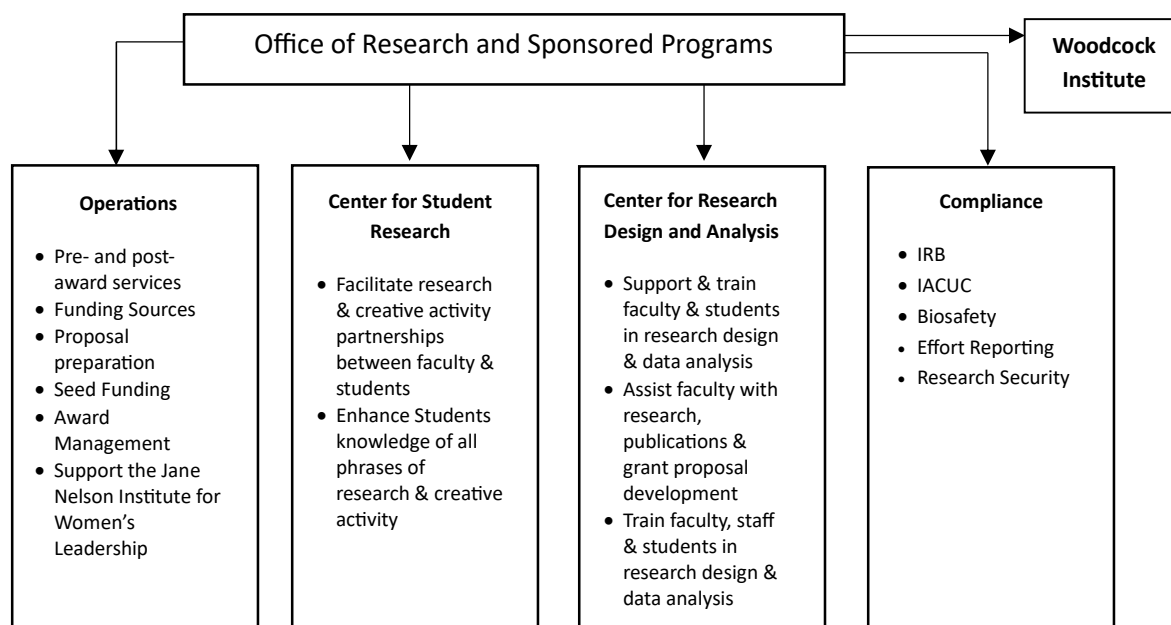 Office of Research and Sponsored Programs
Woodcock
Institute
Operations
• Pre- and post-
award services
• Funding Sources
• Proposal
preparation
• Seed Funding
• Award
Management
• Support the Jane
Nelson Institute for
Women's
Leadership
Center for Student
Research
• Facilitate research
& creative activity
partnerships
between faculty &
students
• Enhance Students
knowledge of all
phrases of
research & creative
activity
Center for Research
Design and Analysis
• Support & train
faculty & students
in research design
& data analysis
• Assist faculty with
research,
publications &
grant proposal
development
• Train faculty, staff
& students in
research design &
data analysis
Compliance
• IRB
• IACUC
• Biosafety
• Effort Reporting
• Research Security